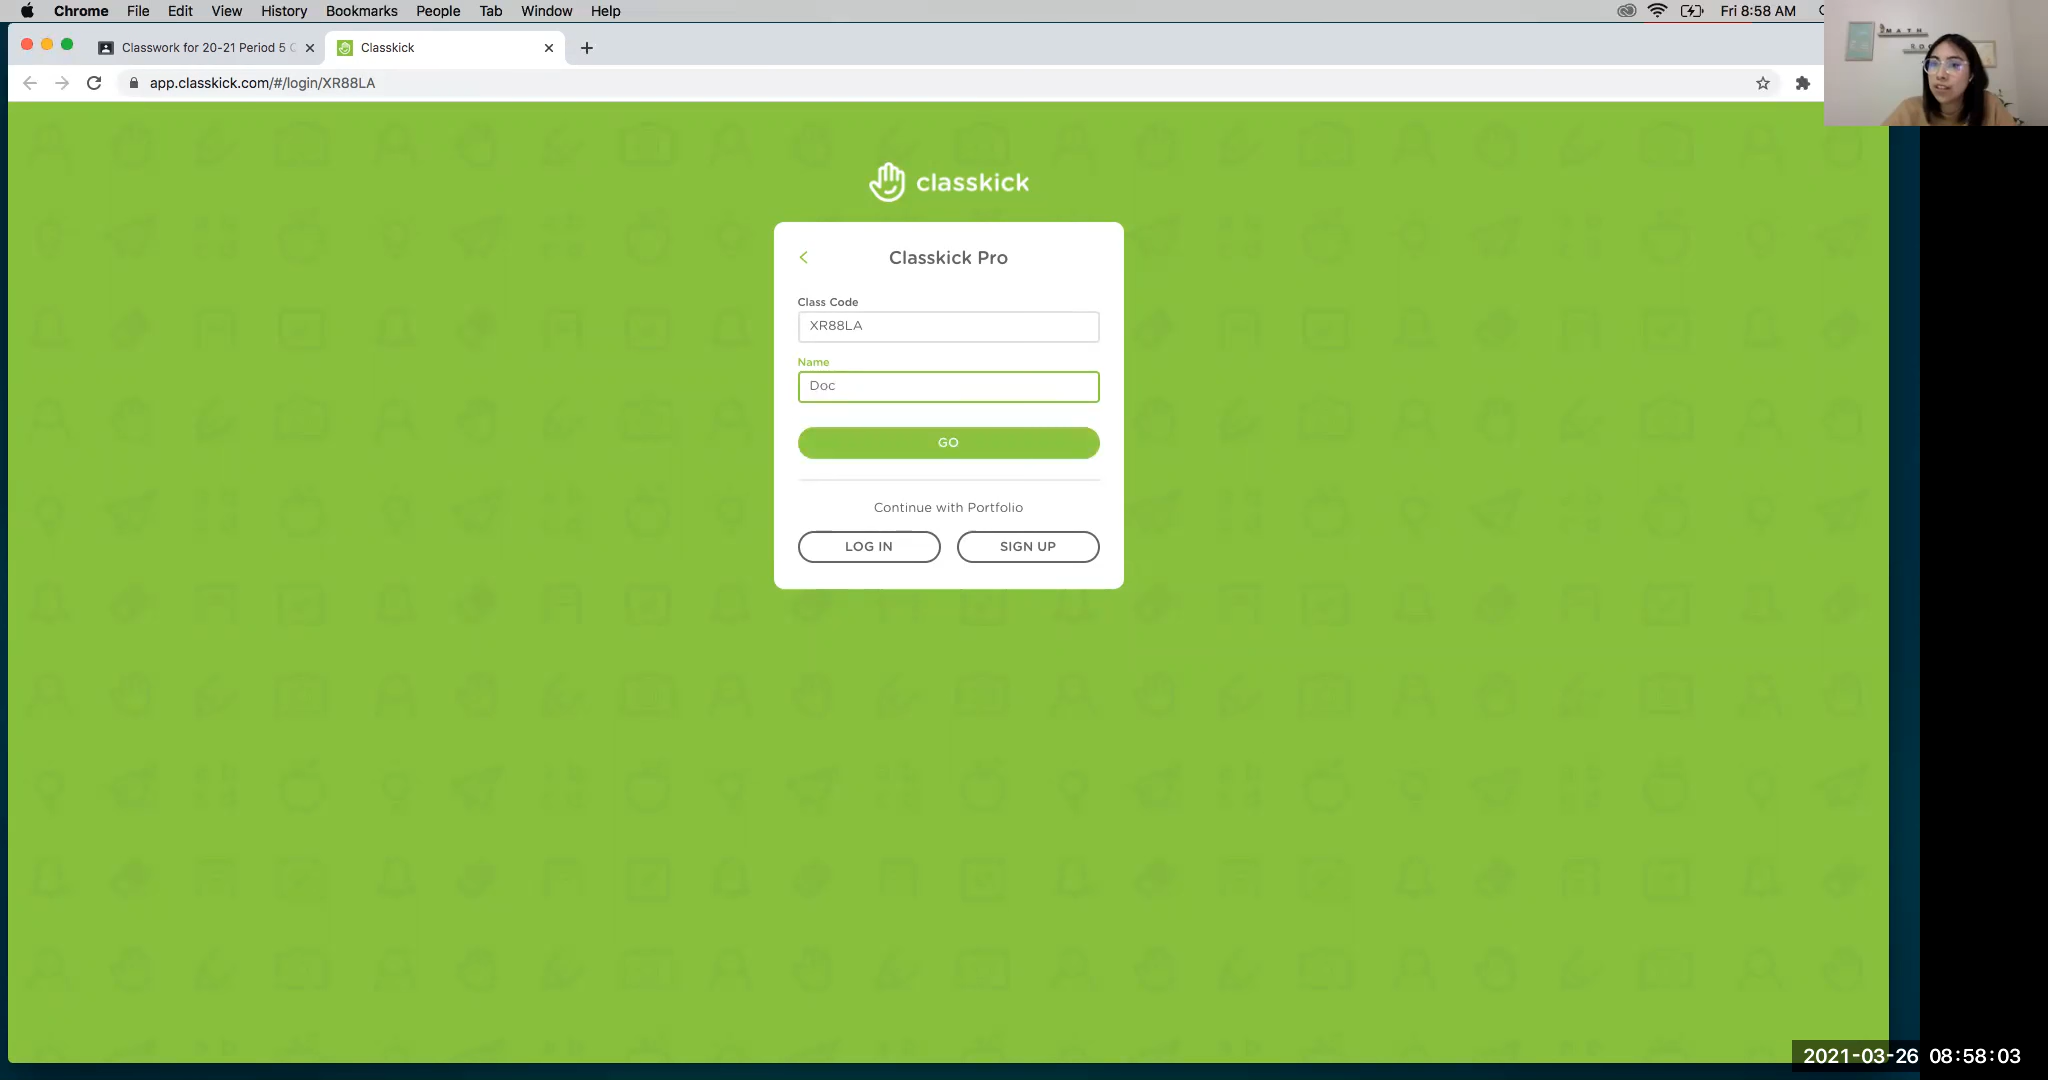 Chrome File Edit View History Bookmarks People Tab Window Help
Fri 8:58 AM
Classwork for 20-21 Period 5
Classkick
app.classkick.com/#/login/XR88LA
MATH
classkick
Classkick Pro
Class Code
XR88LA
Name
Doc
GO
Continue with Portfolio
LOG IN
SIGN UP
2021-03-26 08:58:03